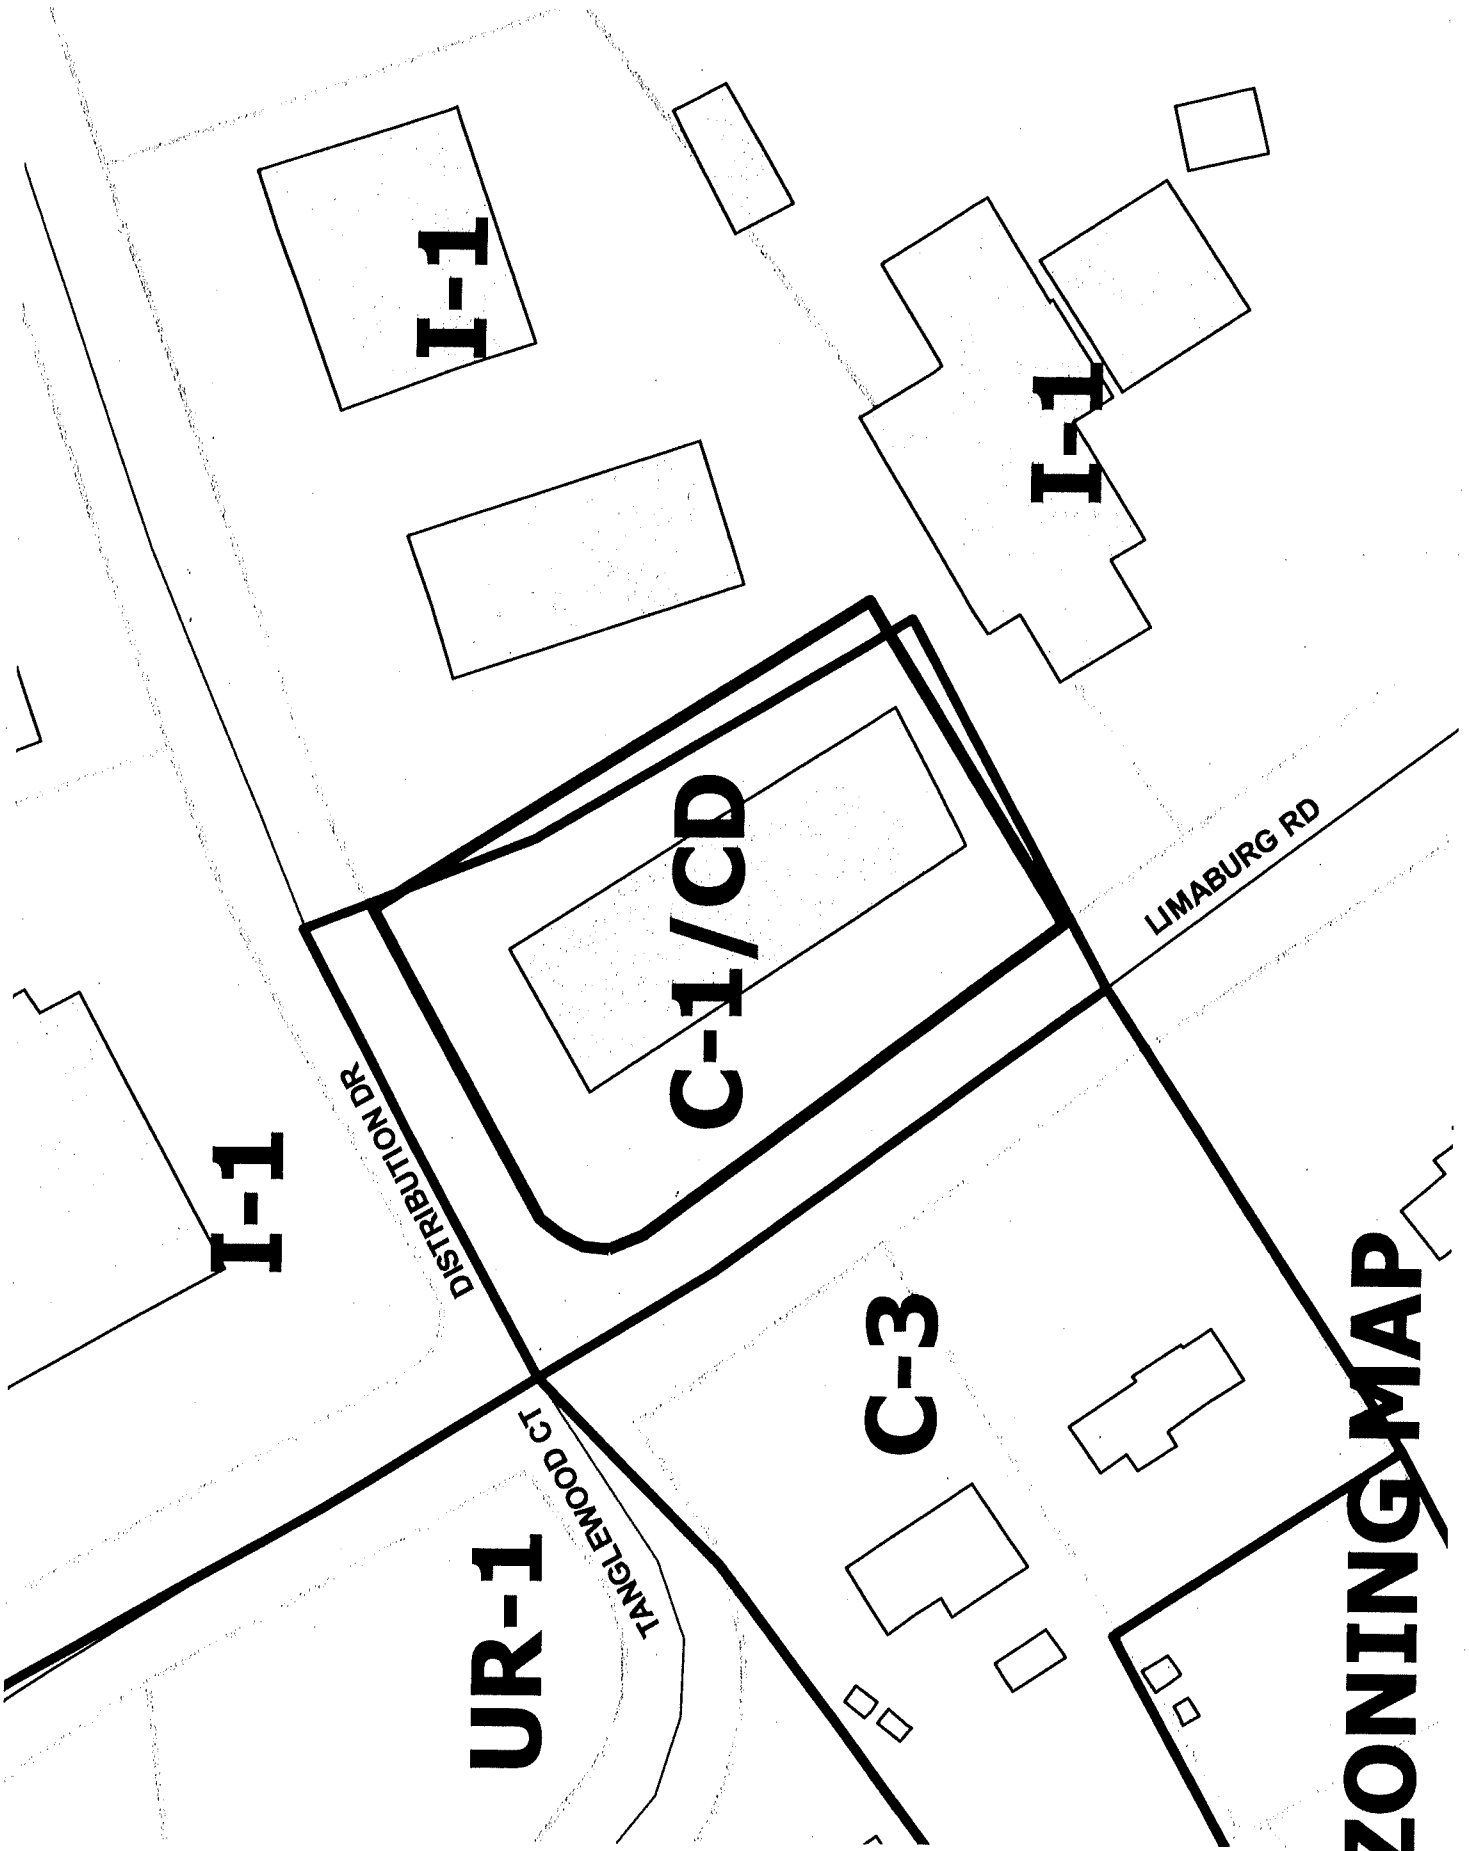 I-1
I-1
I-1
C-1/CD
C-3
UR-1
DISTRIBUTION DR
TANGLEWOOD CT
LIMABURG RD
ZONING MAP